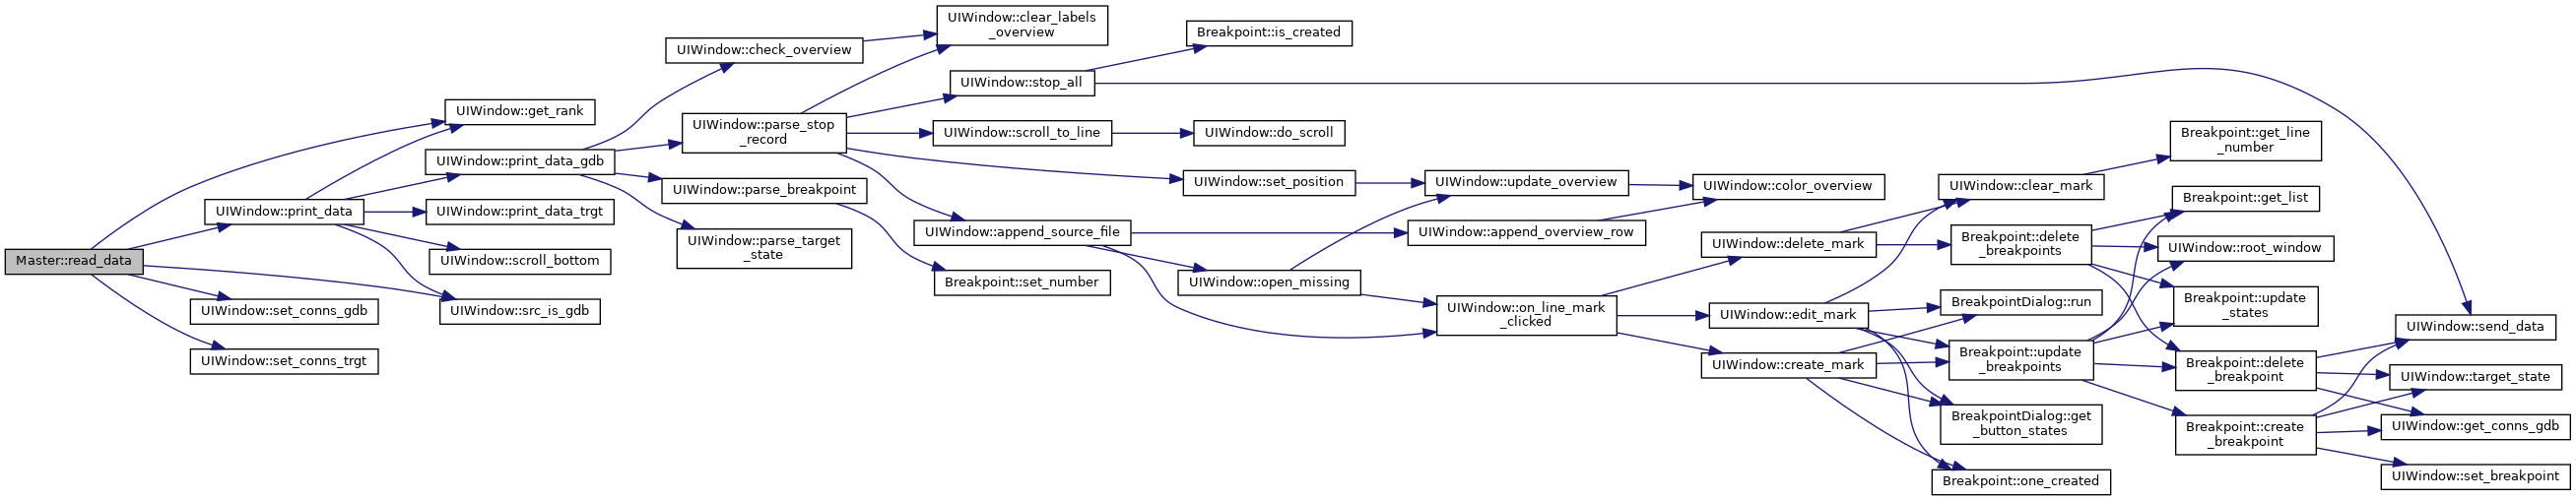 Master::read_data
UIWindow::get_rank
UIWindow::print_data
UIWindow::set_conns_gdb
UIWindow::set_conns_trgt
UIWindow::print_data_gdb
UIWindow::print_data_trgt
UIWindow::scroll_bottom
UIWindow::src_is_gdb
UIWindow::check_overview
UIWindow::parse_stop
_record
UIWindow::parse_breakpoint
UIWindow::parse_target
_state
UIWindow::clear_labels
_overview
UIWindow::stop_all
UIWindow::scroll_to_line
UIWindow::append_source_file
Breakpoint::set_number
Breakpoint::is_created
UIWindow::do_scroll
UIWindow::set_position
UIWindow::open_missing
UIWindow::update_overview
UIWindow::append_overview_row
UIWindow::on_line_mark
_clicked
UIWindow::color_overview
UIWindow::delete_mark
UIWindow::edit_mark
UIWindow::create_mark
UIWindow::clear_mark
Breakpoint::delete
_breakpoints
BreakpointDialog::run
Breakpoint::update
_breakpoints
BreakpointDialog::get
_button_states
Breakpoint::one_created
Breakpoint::get_line
_number
Breakpoint::get_list
UIWindow::root_window
Breakpoint::update
_states
Breakpoint::delete
_breakpoint
Breakpoint::create
_breakpoint
UIWindow::send_data
UIWindow::target_state
UIWindow::get_conns_gdb
UIWindow::set_breakpoint